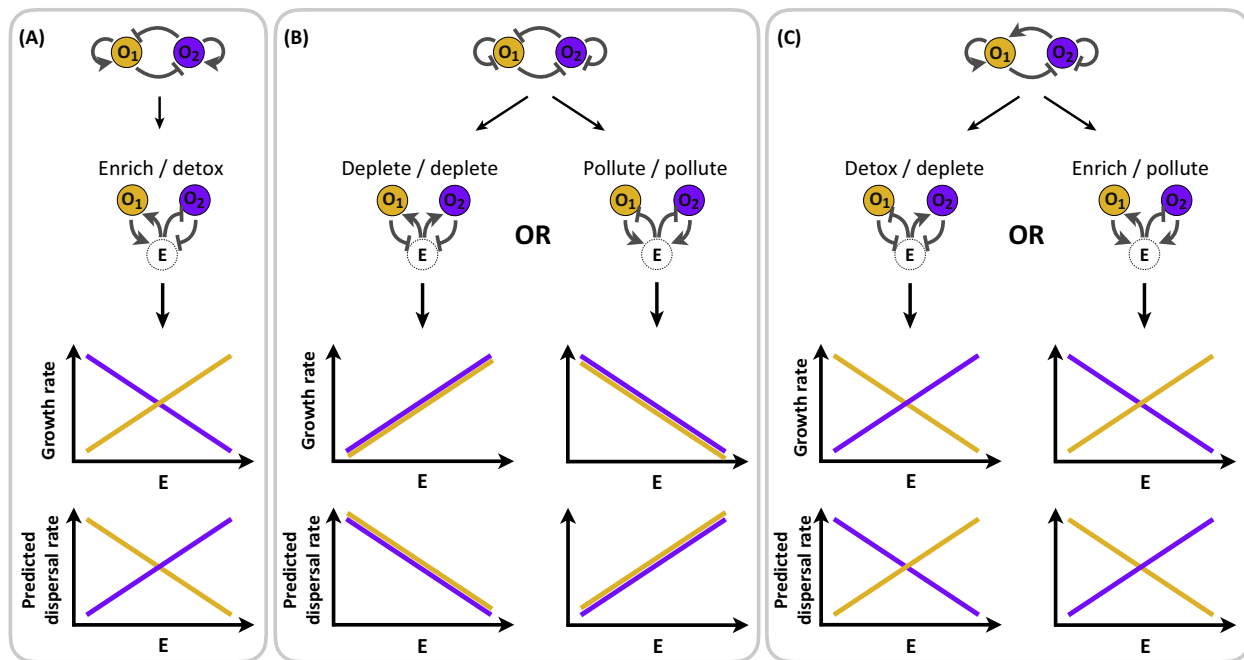 (A)
O1 O2
Enrich / detox
O1 O2
E
Growth rate
E
Predicted
dispersal rate
E
(B)
O1 O2
Deplete / deplete
O1 O2
E
OR
Pollute / pollute
O1 O2
E
Growth rate
E
E
Predicted
dispersal rate
E
E
(C)
O1 O2
Detox / deplete
O1 O2
E
OR
Enrich / pollute
O1 O2
E
Growth rate
E
E
Predicted
dispersal rate
E
E